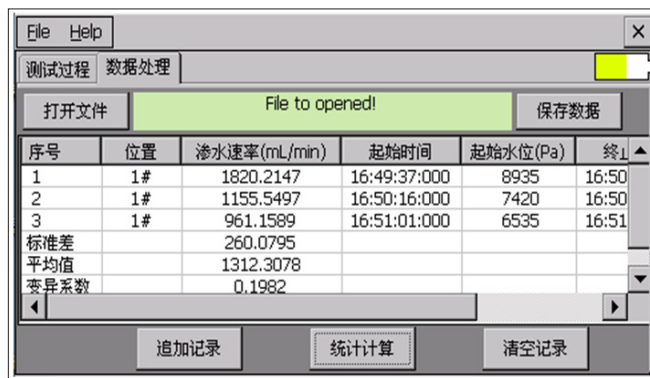 File Help
测试过程 数据处理
打开文件 File to opened! 保存数据
序号 位置 渗水速率(mL/min) 起始时间 起始水位(Pa)
1 1# 1820.2147 16:49:37:000 8935 16:50
2 1# 1155.5497 16:50:16:000 7420 16:50
3 1# 961.1589 16:51:01:000 6535 16:51
标准差 260.0795
平均值 1312.3078
变异系数 0.1982
追加记录 统计计算 清空记录